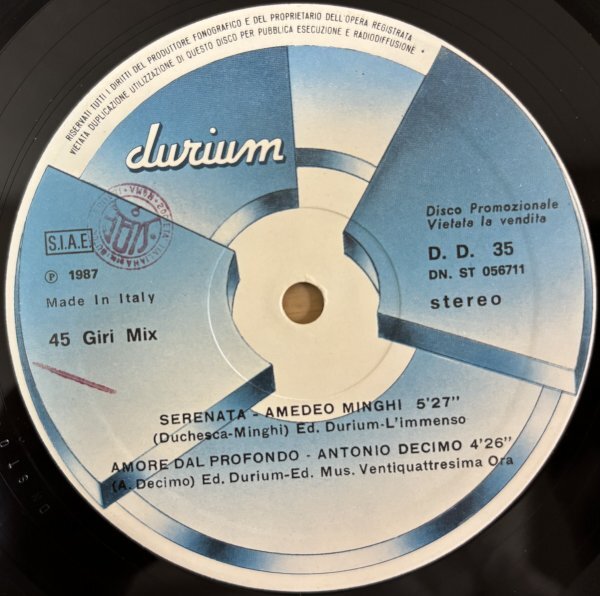 RISERVATI TUTTI I DIRITTI DEL PRODUTTORE FONOGRAFICO E DEL PROPRIETARIO DELL'OPERA REGISTRATA
VIETATA DUPLICAZIONE UTILIZZAZIONE DI QUESTO DISCO PER PUBBLICA ESECUZIONE E RADIODIFFUSIONE
durium
S.I.A.E.
℗ 1987
Made In Italy
45 Giri Mix
Disco Promozionale
Vietata la vendita
D. D. 35
DN. ST 056711
stereo
SERENATA - AMEDEO MINGHI 5'27''
(Duchesca-Minghi) Ed. Durium-L'immenso
AMORE DAL PROFONDO - ANTONIO DECIMO 4'26''
(A. Decimo) Ed. Durium-Ed. Mus. Ventiquattresima Ora